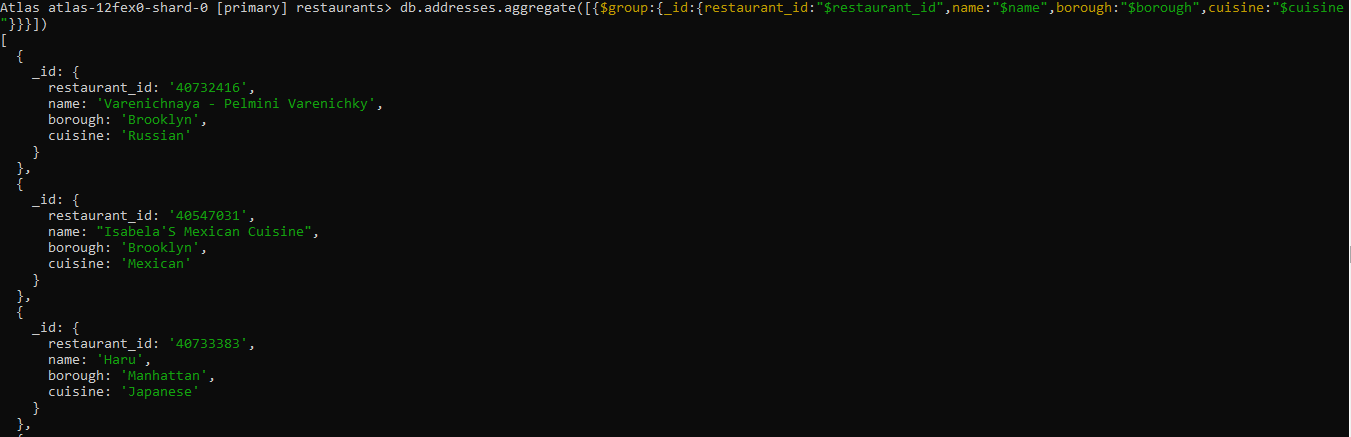 Atlas atlas-12fex0-shard-0 [primary] restaurants> db.addresses.aggregate([{$group:{_id:{restaurant_id:"$restaurant_id",name:"$name",borough:"$borough",cuisine:"$cuisine
"}}}])
[
  {
    _id: {
      restaurant_id: '40732416',
      name: 'Varenichnaya - Pelmini Varenichky',
      borough: 'Brooklyn',
      cuisine: 'Russian'
    }
  },
  {
    _id: {
      restaurant_id: '40547031',
      name: "Isabela'S Mexican Cuisine",
      borough: 'Brooklyn',
      cuisine: 'Mexican'
    }
  },
  {
    _id: {
      restaurant_id: '40733383',
      name: 'Haru',
      borough: 'Manhattan',
      cuisine: 'Japanese'
    }
  },
  {